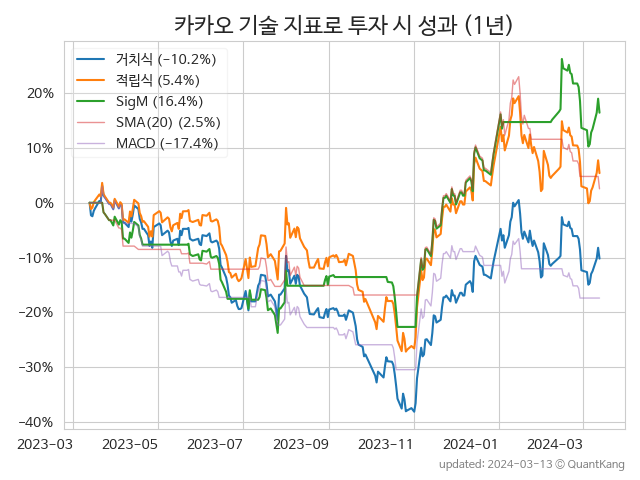 카카오 기술 지표로 투자 시 성과 (1년)
거치식 (−10.2%)
적립식 (5.4%)
SigM (16.4%)
SMA(20) (2.5%)
MACD (−17.4%)
20%
10%
0%
−10%
−20%
−30%
−40%
2023−03 2023−05 2023−07 2023−09 2023−11 2024−01 2024−03
updated: 2024−03−13 ⓒ QuantKang